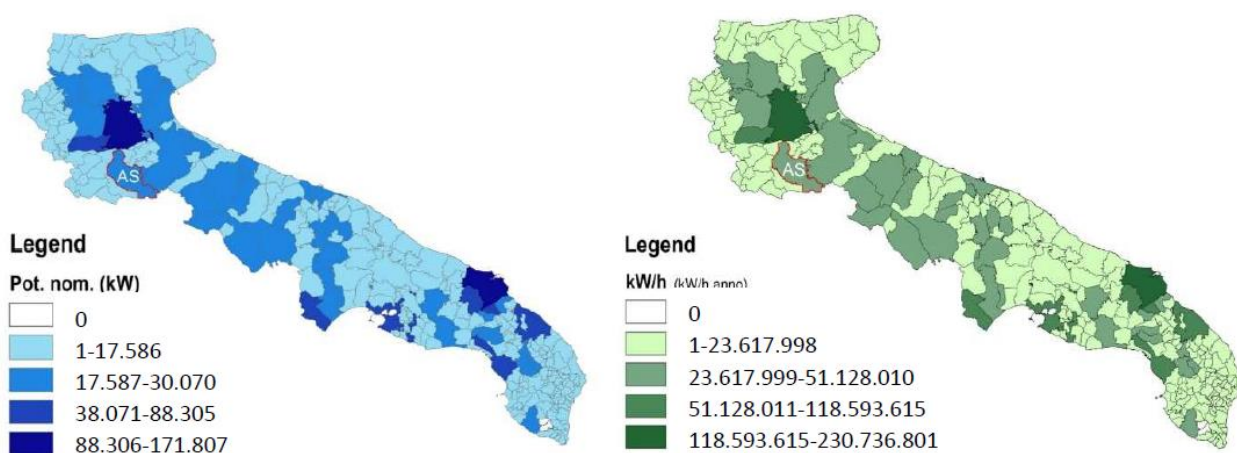 AS
Legend
Pot. nom. (kW)
0
1-17.586
17.587-30.070
38.071-88.305
88.306-171.807
AS
Legend
kW/h (kW/h anno)
0
1-23.617.998
23.617.999-51.128.010
51.128.011-118.593.615
118.593.615-230.736.801